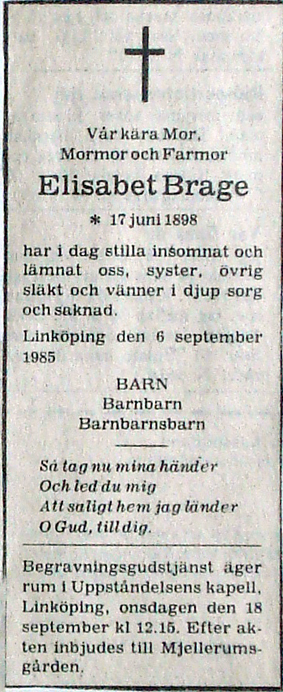 Vår kära Mor,
Mormor och Farmor
Elisabet Brage
* 17 juni 1898
har i dag stilla insomnat och
lämnat oss, syster, övrig
släkt och vänner i djup sorg
och saknad.
Linköping den 6 september
1985
BARN
Barnbarn
Barnbarnsbarn
Så tag nu mina händer
Och led du mig
Att saligt hem jag länder
O Gud, till dig.
Begravningsgudstjänst äger
rum i Uppståndelsens kapell,
Linköping, onsdagen den 18
september kl 12.15. Efter ak-
ten inbjudes till Mjellerums-
gården.